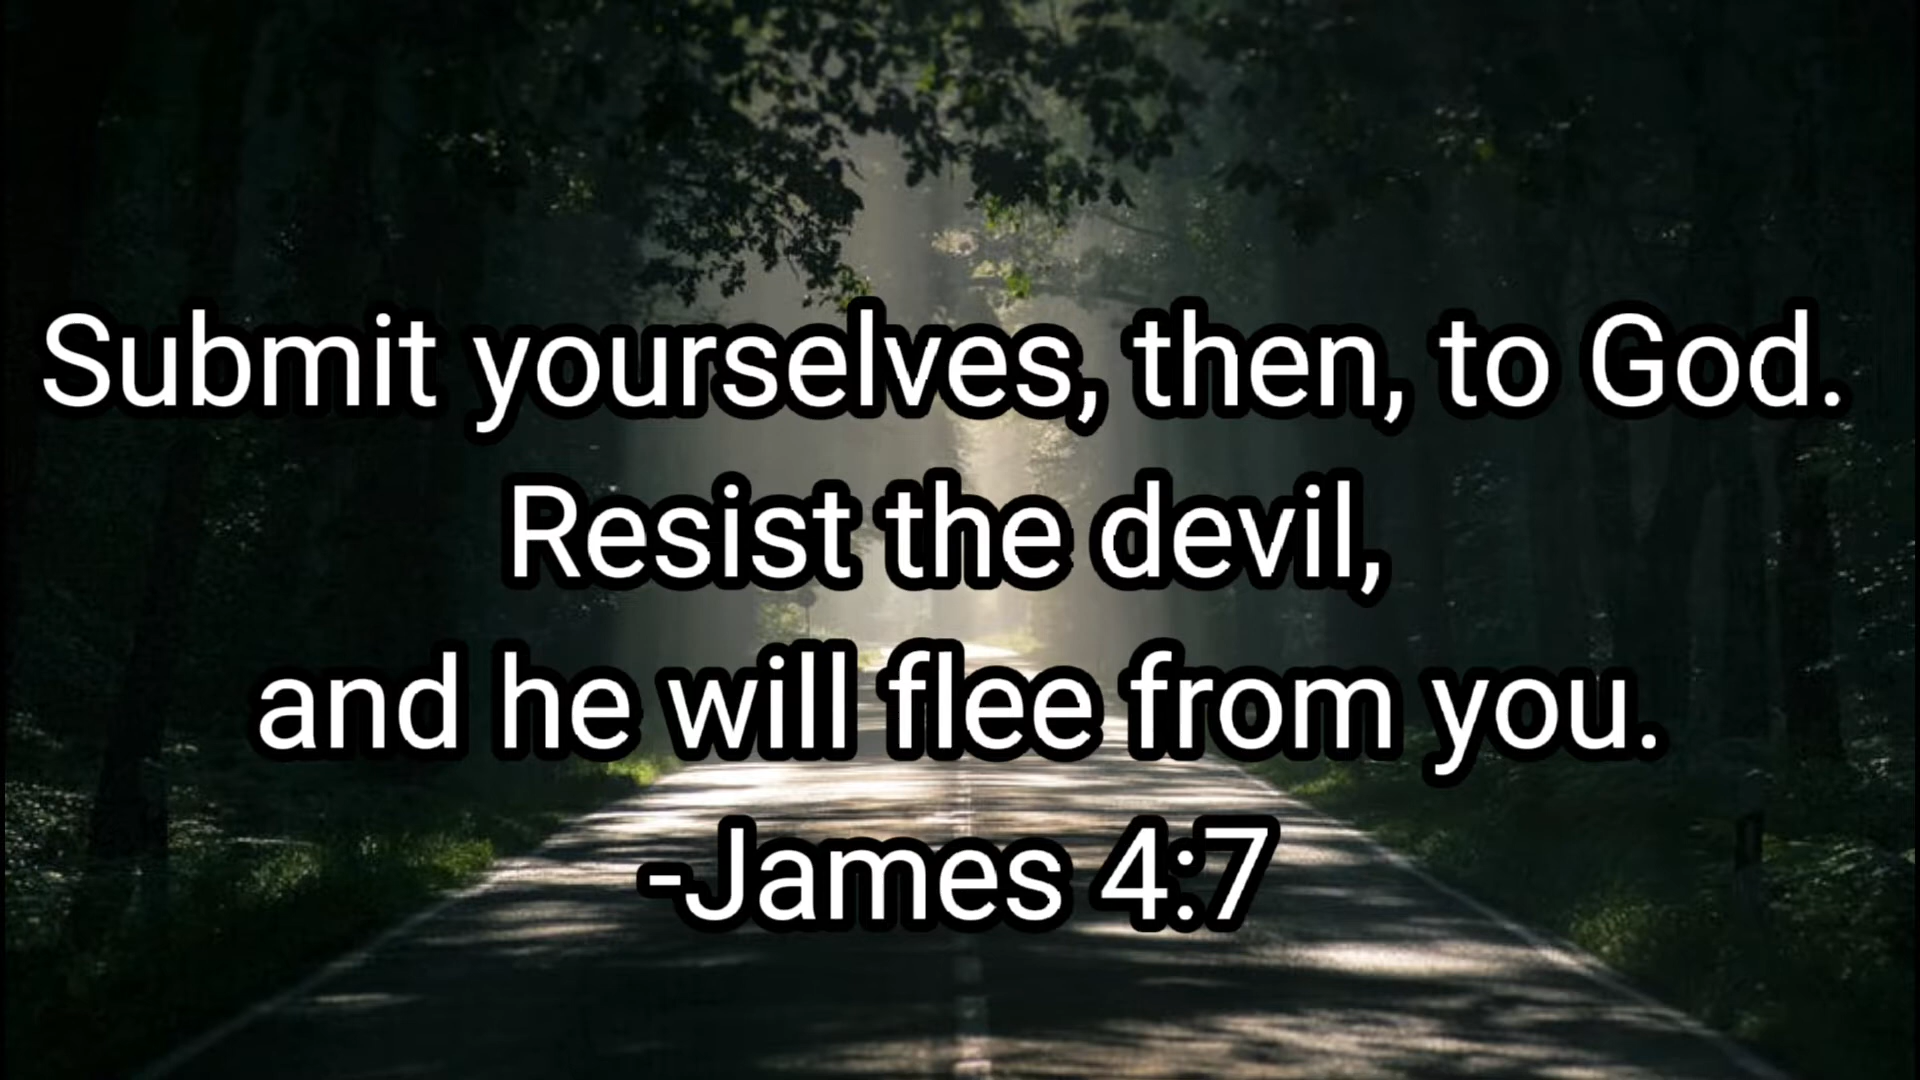 Submit yourselves, then, to God.
Resist the devil,
and he will flee from you.
-James 4:7